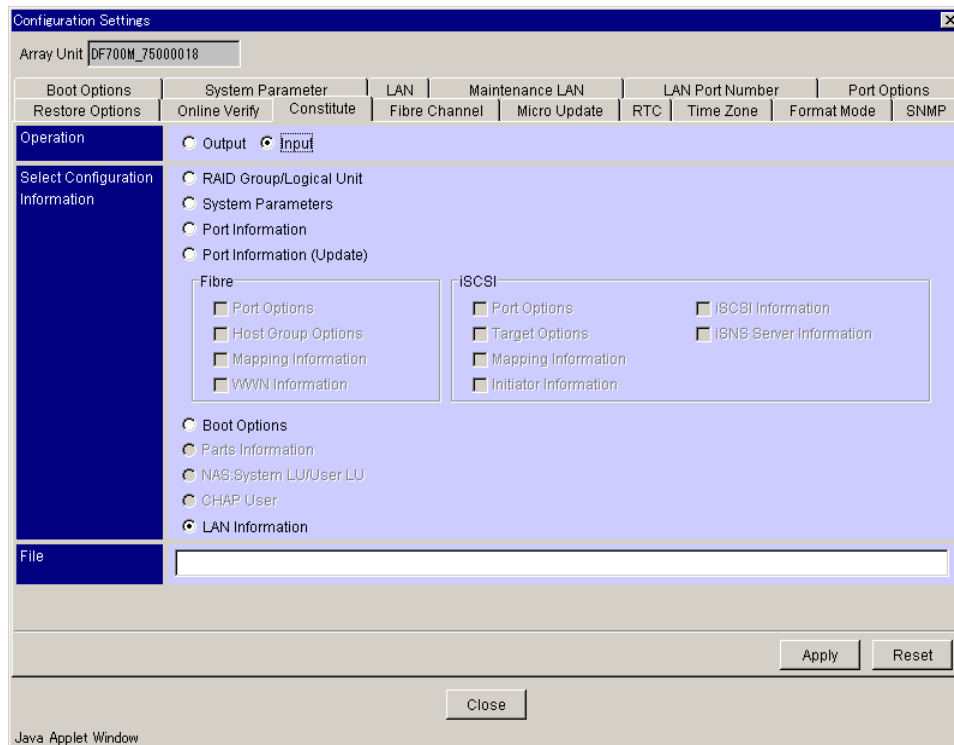 Configuration Settings
Array Unit DF700M_75000018
Boot Options System Parameter LAN Maintenance LAN LAN Port Number Port Options
Restore Options Online Verify Constitute Fibre Channel Micro Update RTC Time Zone Format Mode SNMP
Operation Output Input
Select Configuration Information
RAID Group/Logical Unit
System Parameters
Port Information
Port Information (Update)
Fibre
Port Options
Host Group Options
Mapping Information
WWN Information
iSCSI
Port Options iSCSI Information
Target Options iSNS Server Information
Mapping Information
Initiator Information
Boot Options
Parts Information
NAS:System LU/User LU
CHAP User
LAN Information
File
Apply Reset
Close
Java Applet Window